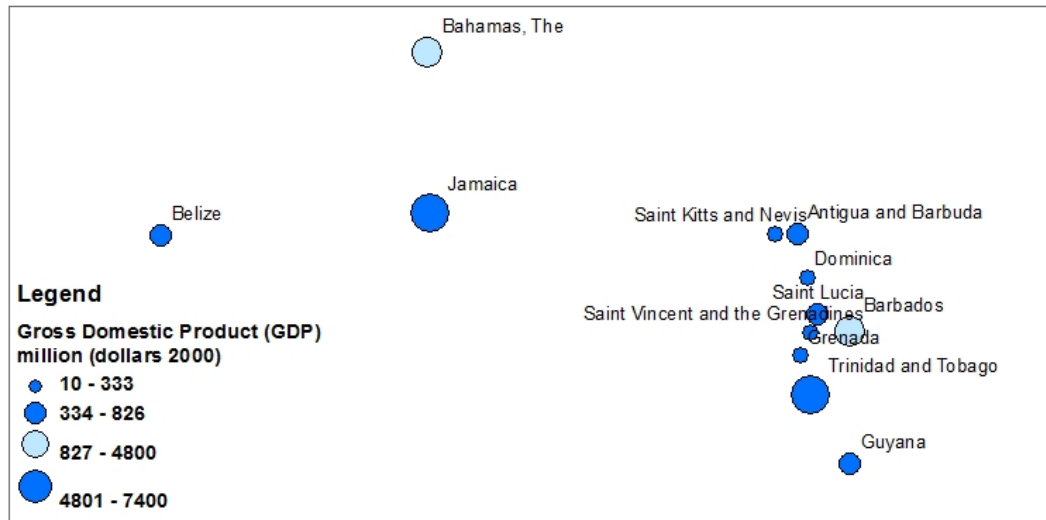 Bahamas, The
Jamaica
Belize
Saint Kitts and Nevis
Antigua and Barbuda
Dominica
Saint Lucia
Barbados
Saint Vincent and the Grenadines
Grenada
Trinidad and Tobago
Guyana
Legend
Gross Domestic Product (GDP)
million (dollars 2000)
10 - 333
334 - 826
827 - 4800
4801 - 7400